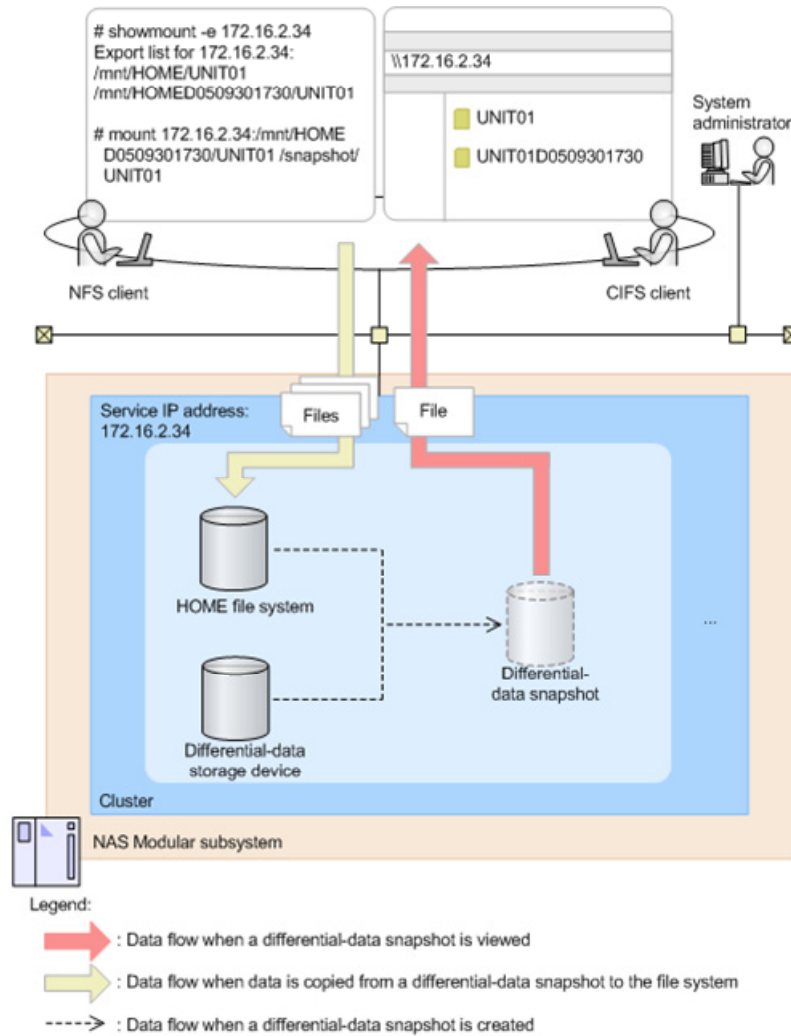 # showmount -e 172.16.2.34
Export list for 172.16.2.34:
/mnt/HOME/UNIT01
/mnt/HOMED0509301730/UNIT01
# mount 172.16.2.34:/mnt/HOME
D0509301730/UNIT01 /snapshot/
UNIT01
\\172.16.2.34
UNIT01
UNIT01D0509301730
System
administrator
NFS client
CIFS client
Service IP address:
172.16.2.34
Files
File
HOME file system
Differential-
data snapshot
...
Differential-data
storage device
Cluster
NAS Modular subsystem
Legend:
: Data flow when a differential-data snapshot is viewed
: Data flow when data is copied from a differential-data snapshot to the file system
: Data flow when a differential-data snapshot is created